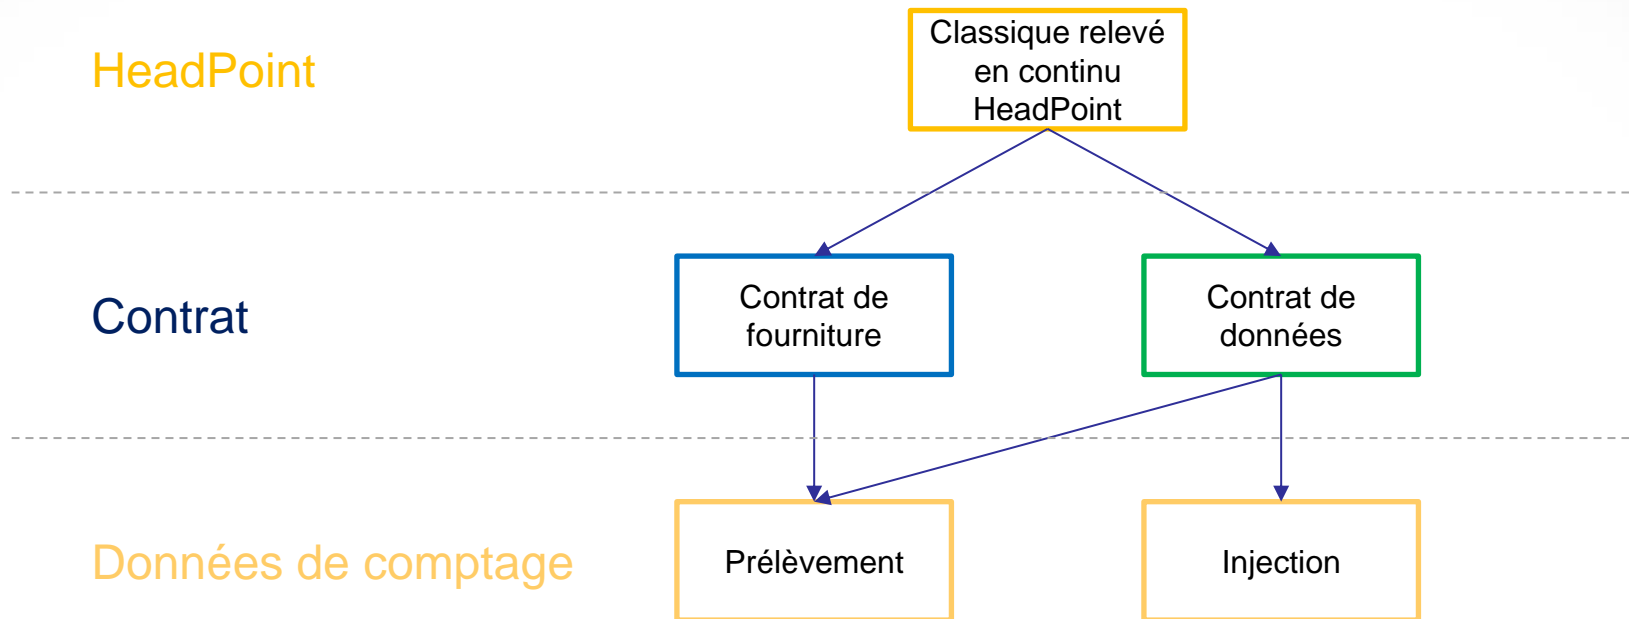 HeadPoint
Classique relevé
en continu
HeadPoint
Contrat
Contrat de
fourniture
Contrat de
données
Données de comptage
Prélèvement
Injection